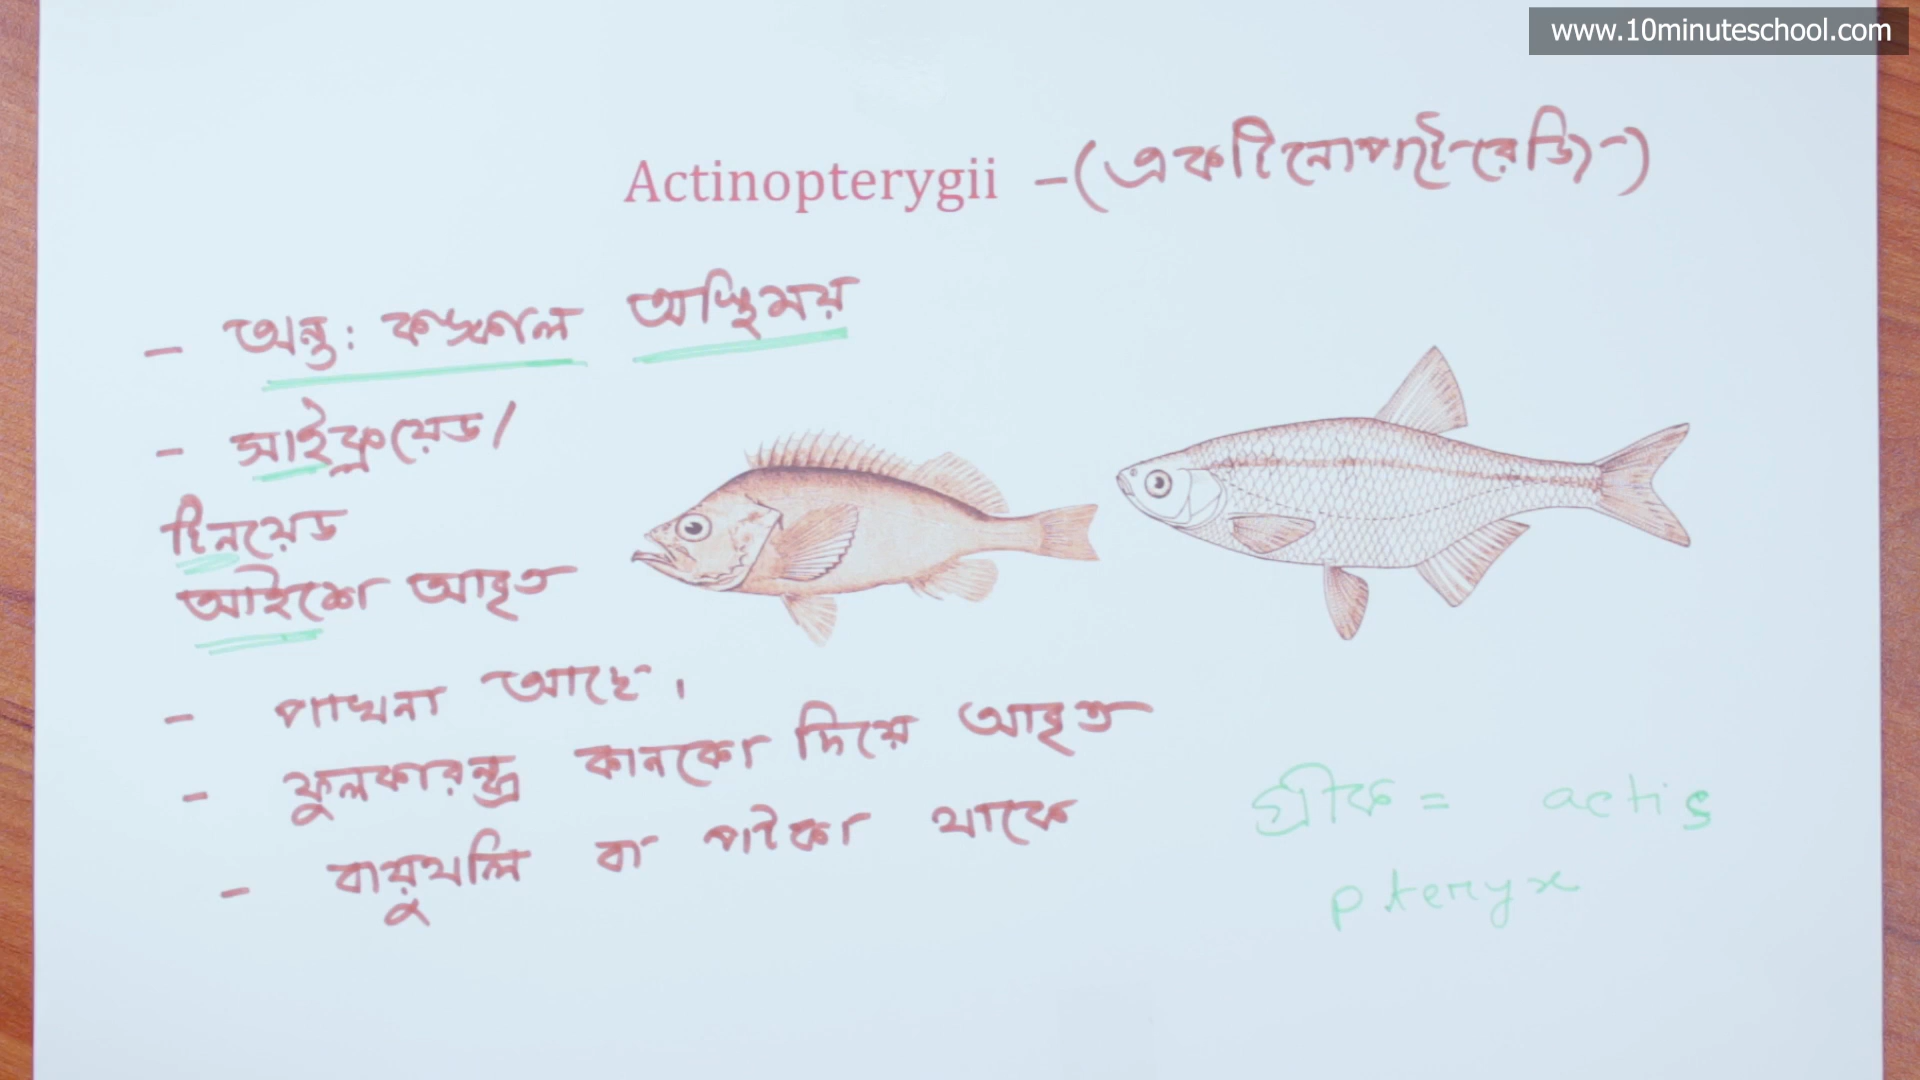 www.10minuteschool.com
Actinopterygii - (একটিনোপটেরেজি)
- অন্তঃকঙ্কাল অস্থিময়
- সাইক্লয়েড/
টিনয়েড
আইশে আবৃত
- পাখনা আছে।
- ফুলকারন্ধ্র কানকো দিয়ে আবৃত
- বায়ুথলি বা পটকা থাকে
গ্রীক = actis
pteryx